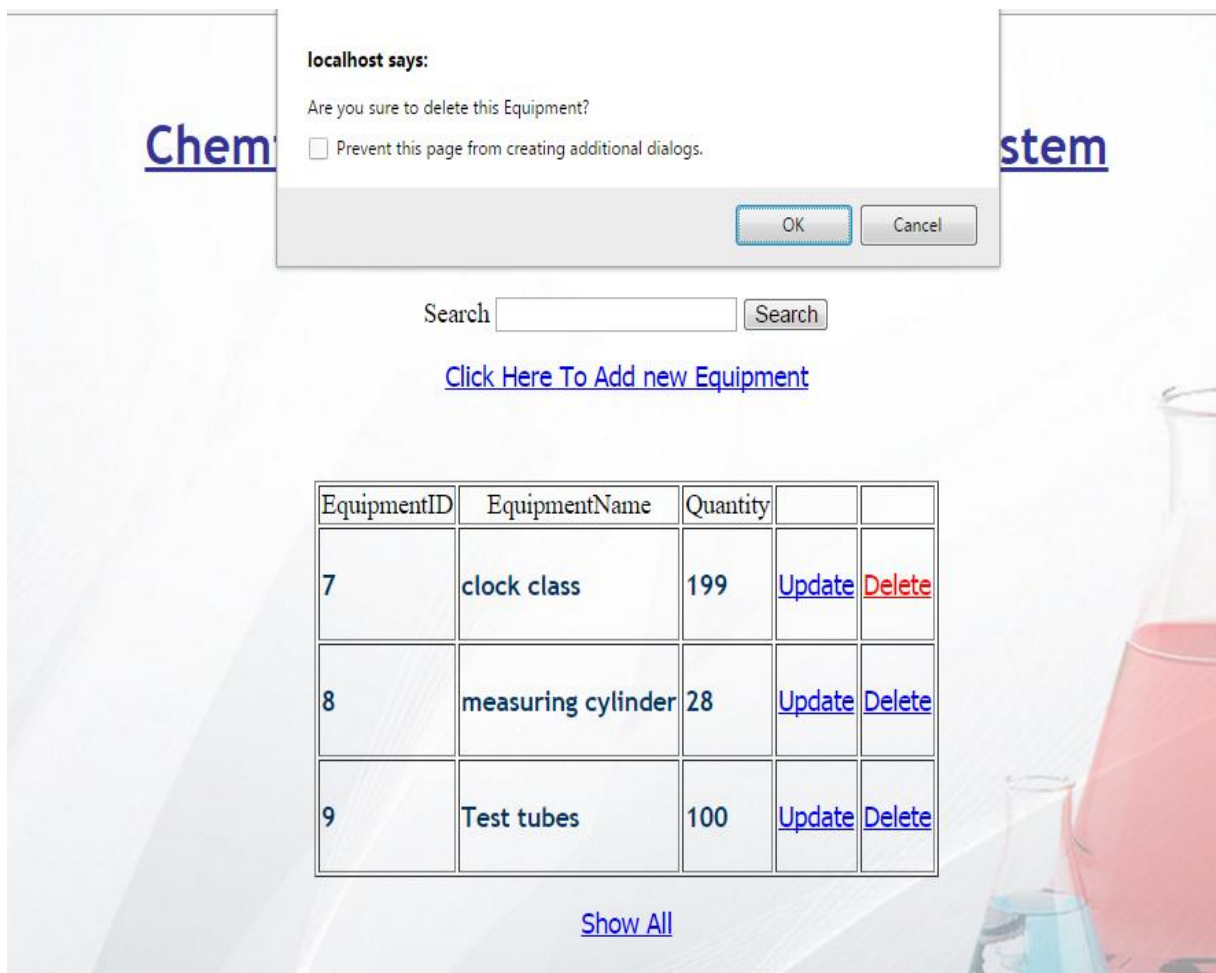 localhost says:
Are you sure to delete this Equipment?
Prevent this page from creating additional dialogs.
OK Cancel
stem
Search Search
Click Here To Add new Equipment
EquipmentID EquipmentName Quantity
7 clock class 199 Update Delete
8 measuring cylinder 28 Update Delete
9 Test tubes 100 Update Delete
Show All